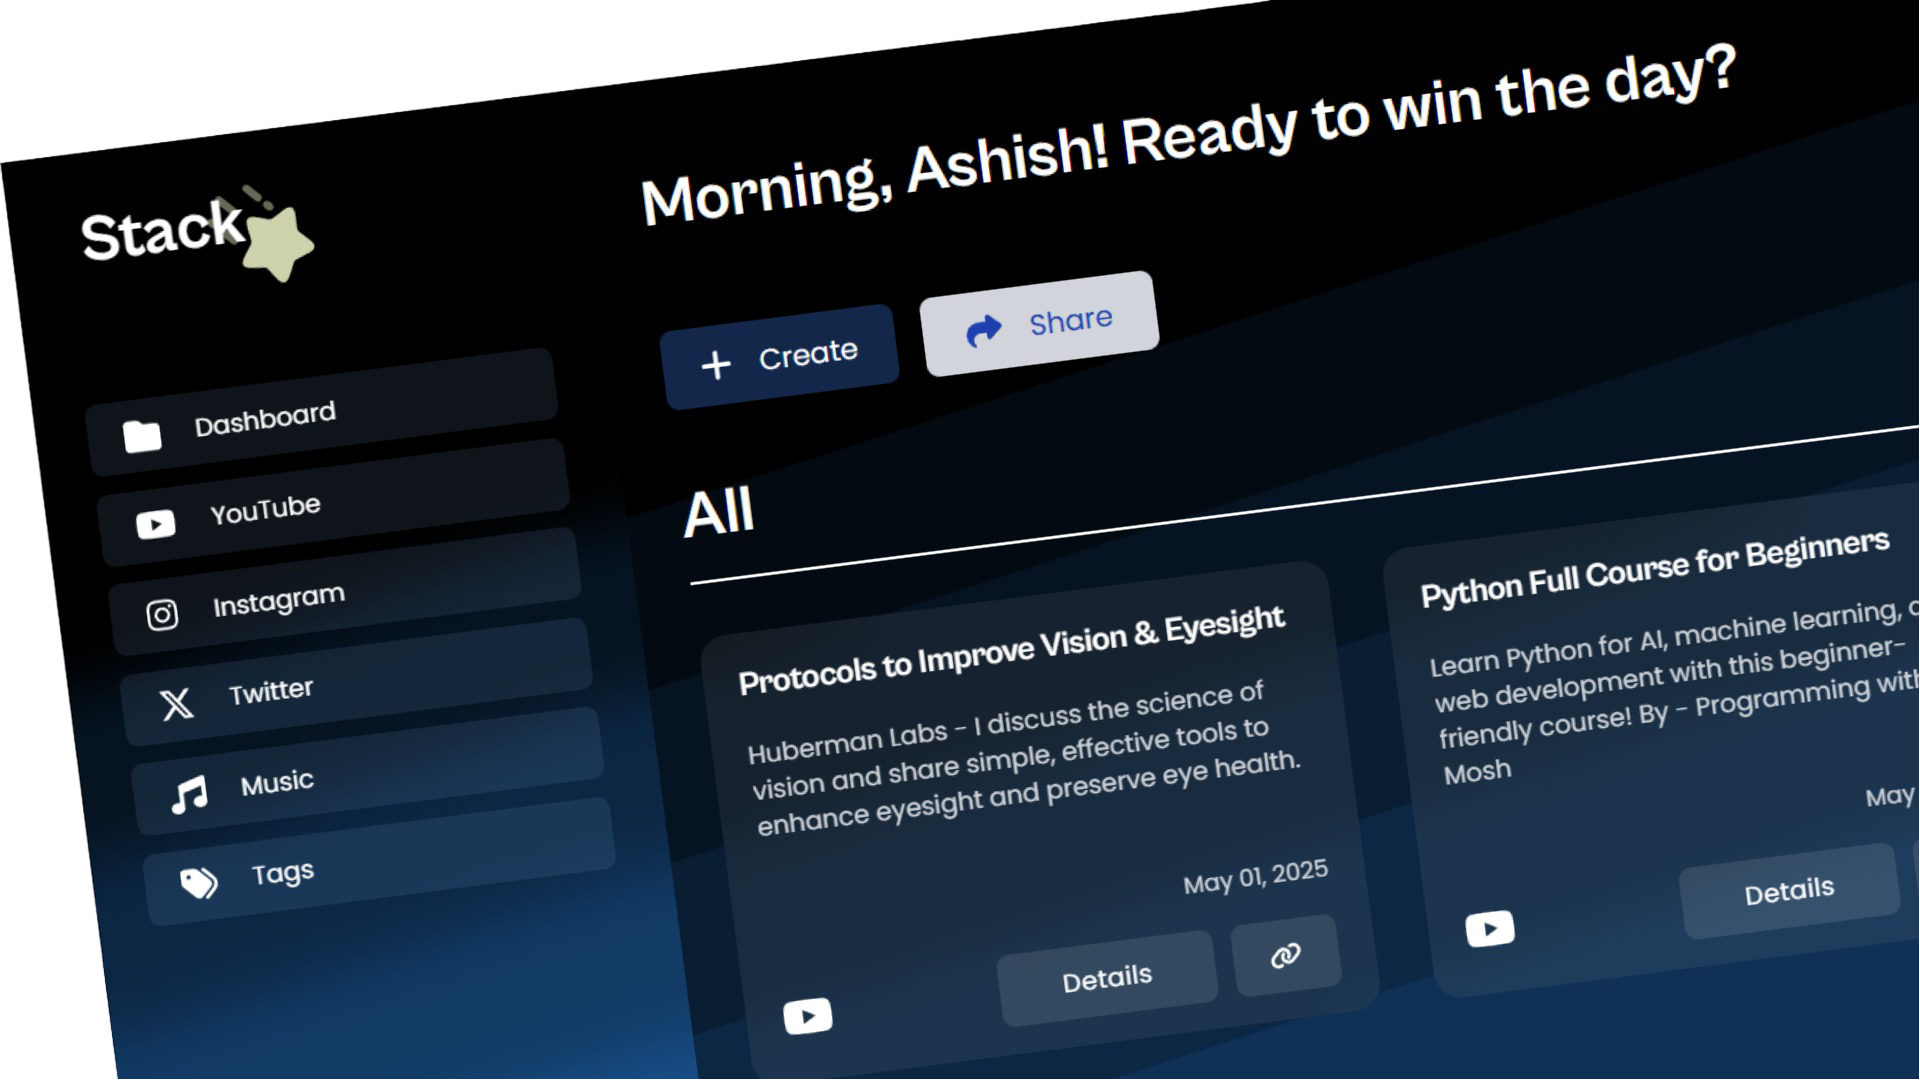 Stack
Dashboard
YouTube
Instagram
Twitter
Music
Tags
Morning, Ashish! Ready to win the day?
Create
Share
All
Protocols to Improve Vision & Eyesight
Huberman Labs - I discuss the science of
vision and share simple, effective tools to
enhance eyesight and preserve eye health.
May 01, 2025
Details
Python Full Course for Beginners
Learn Python for AI, machine learning,
web development with this beginner-
friendly course! By - Programming with
Mosh
May
Details